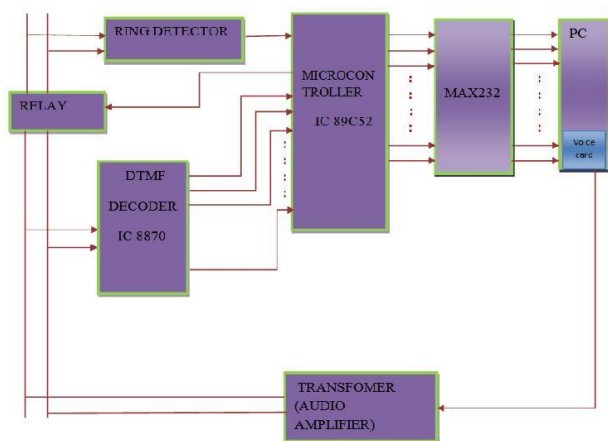 RING DETECTOR
RELAY
MICROCON
TROLLER
IC 89C52
MAX232
PC
Voice
card
DTMF
DECODER
IC 8870
TRANSFOMER
(AUDIO
AMPLIFIER)